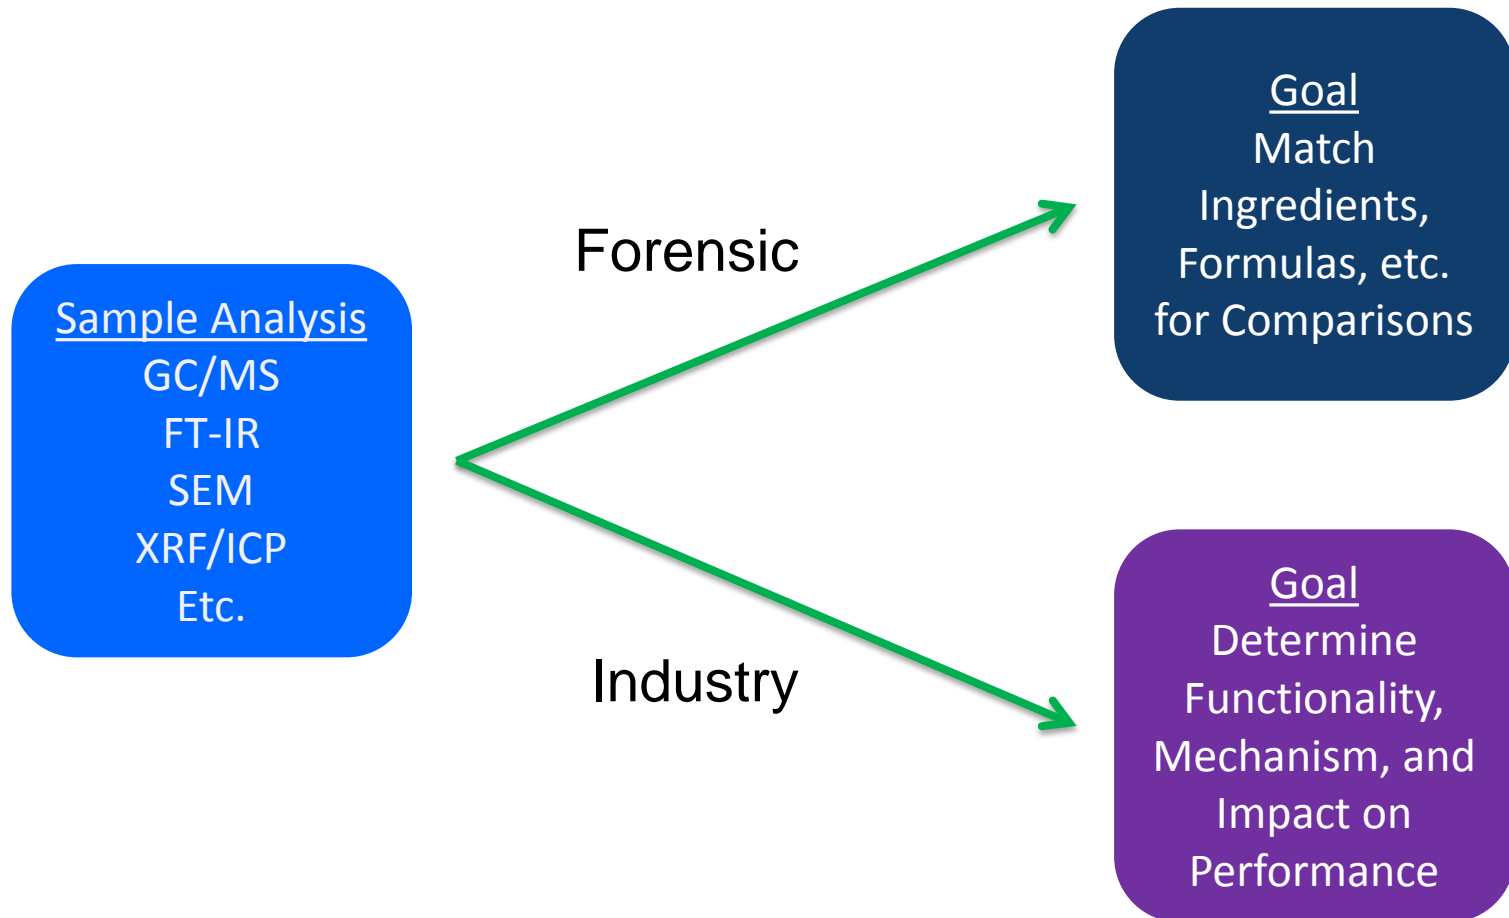 Sample Analysis
GC/MS
FT-IR
SEM
XRF/ICP
Etc.
Forensic
Industry
Goal
Match
Ingredients,
Formulas, etc.
for Comparisons
Goal
Determine
Functionality,
Mechanism, and
Impact on
Performance